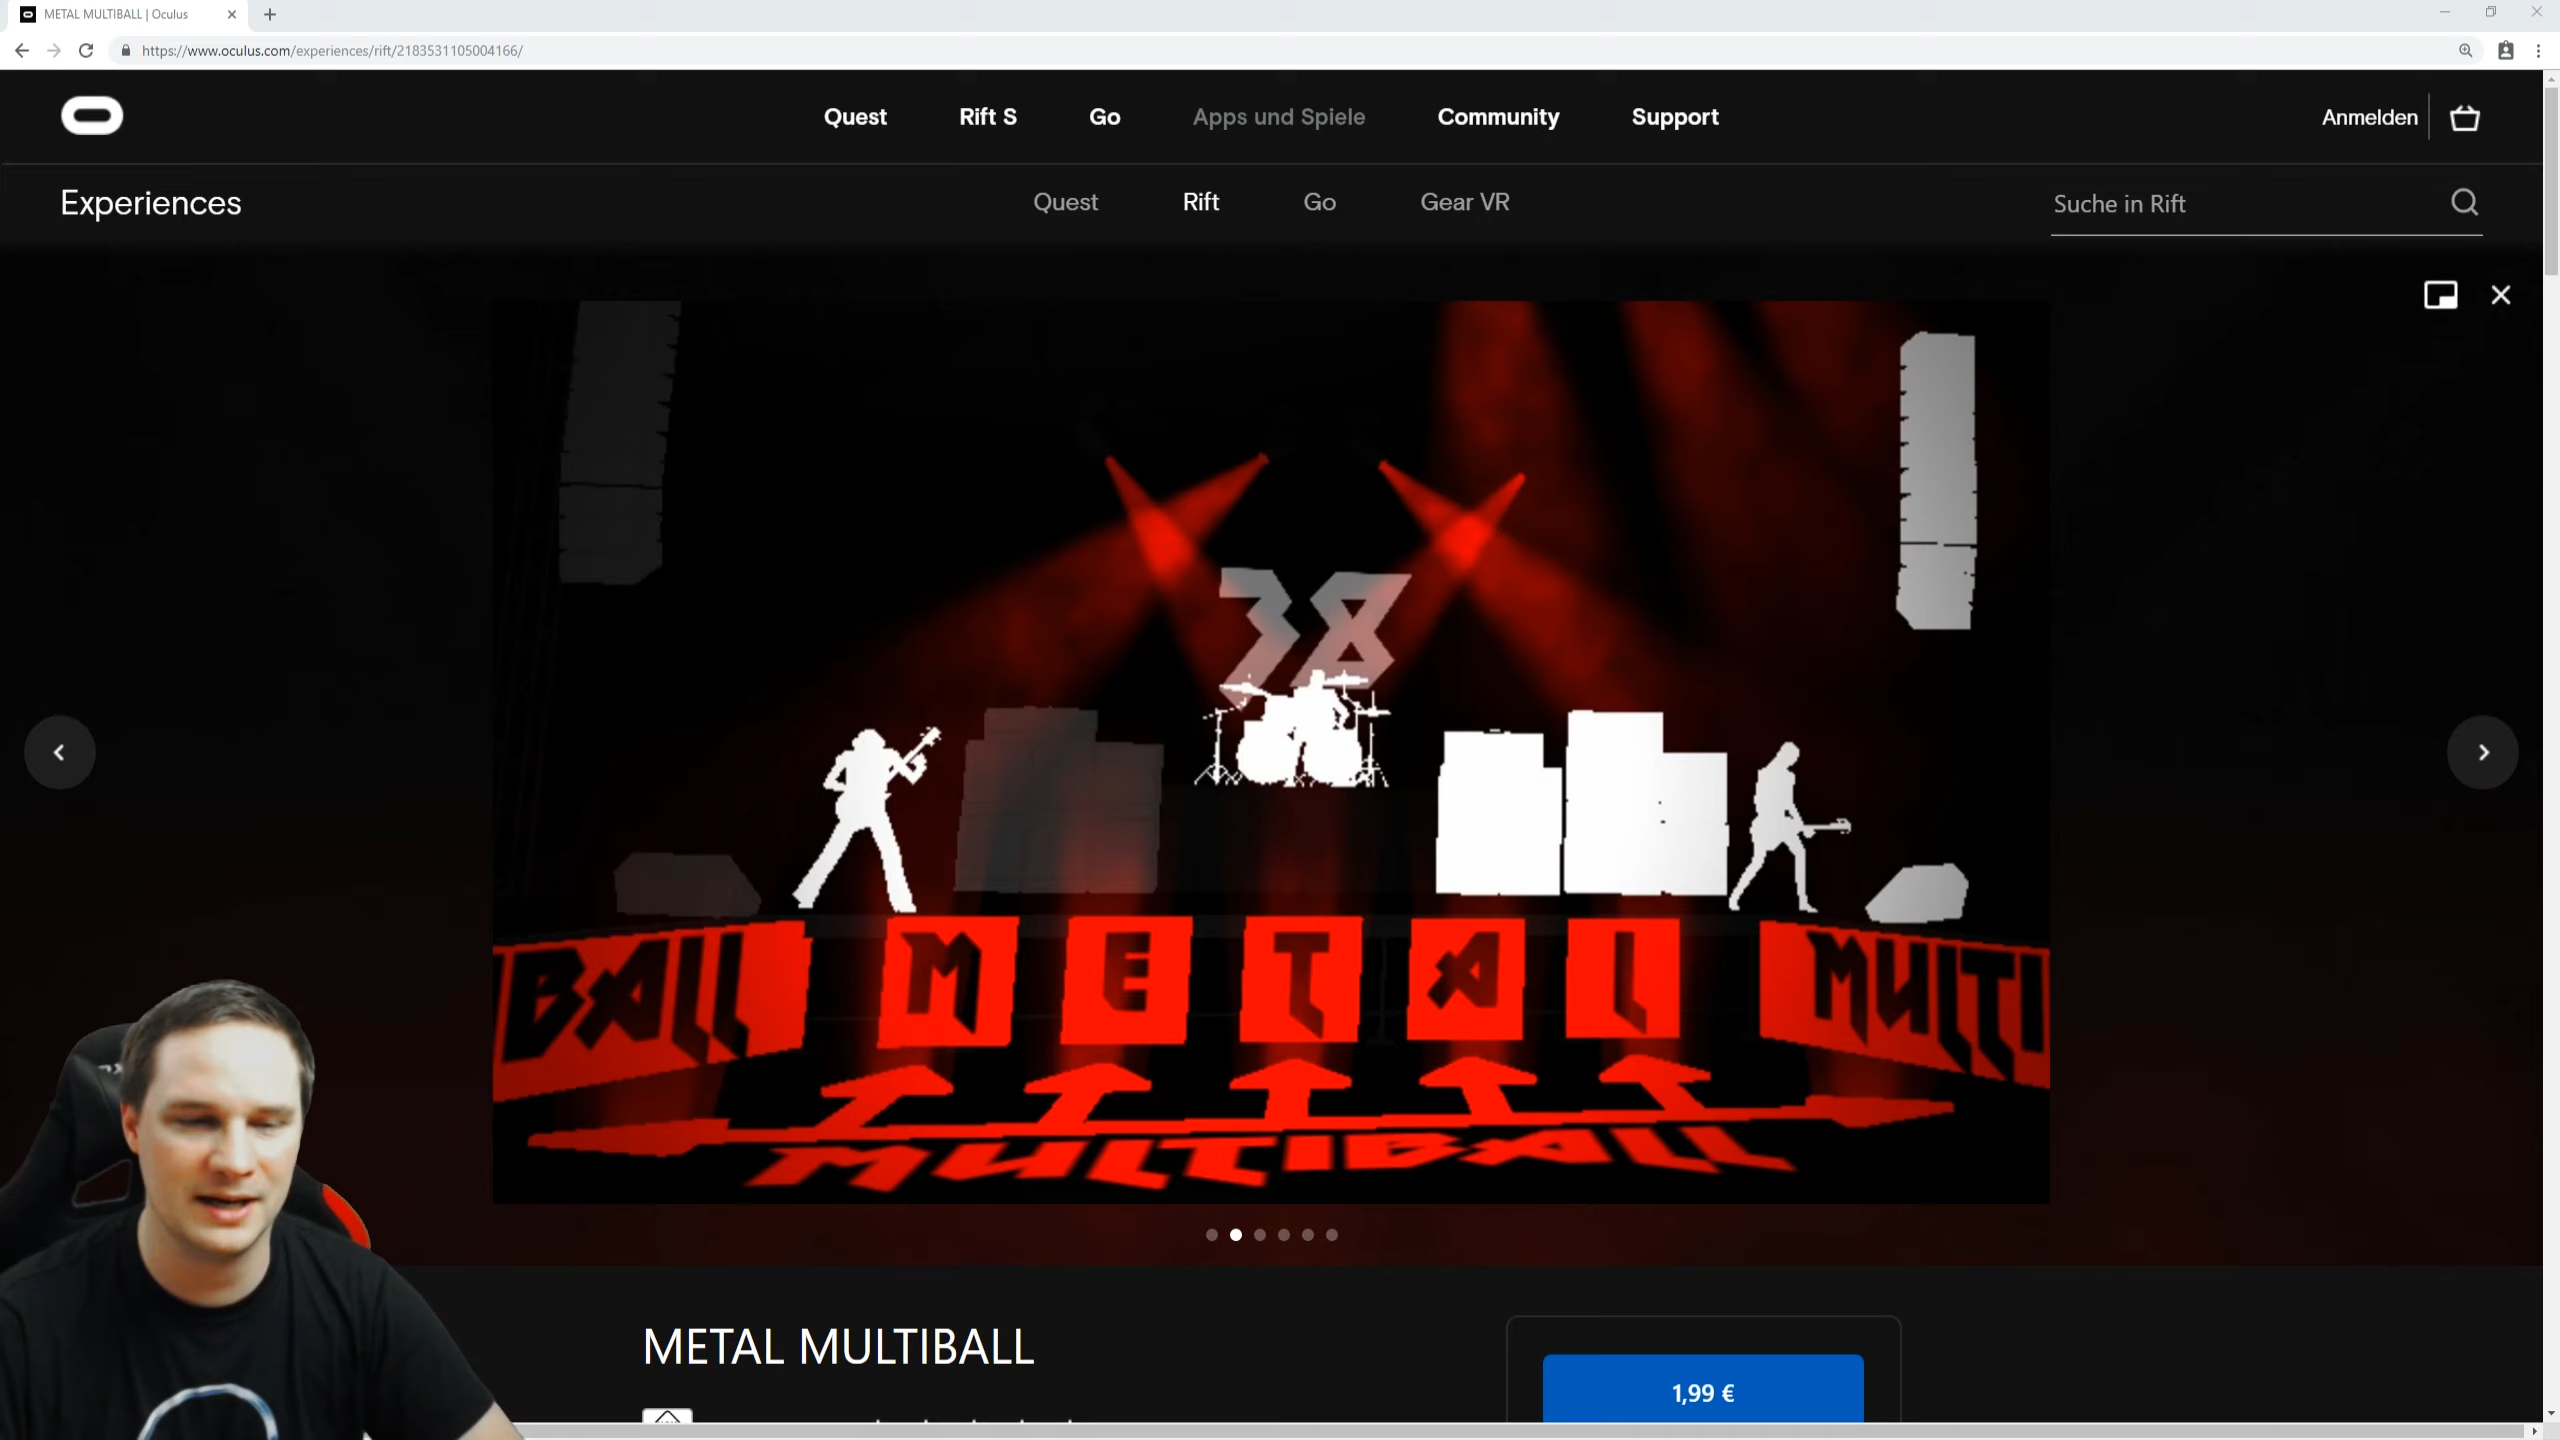 METAL MULTIBALL | Oculus
https://www.oculus.com/experiences/rift/2183531105004166/
Quest Rift S Go Apps und Spiele Community Support Anmelden
Experiences Quest Rift Go Gear VR Suche in Rift
38
BALL METAL MULTI
MULTIBALL
METAL MULTIBALL
1,99 €